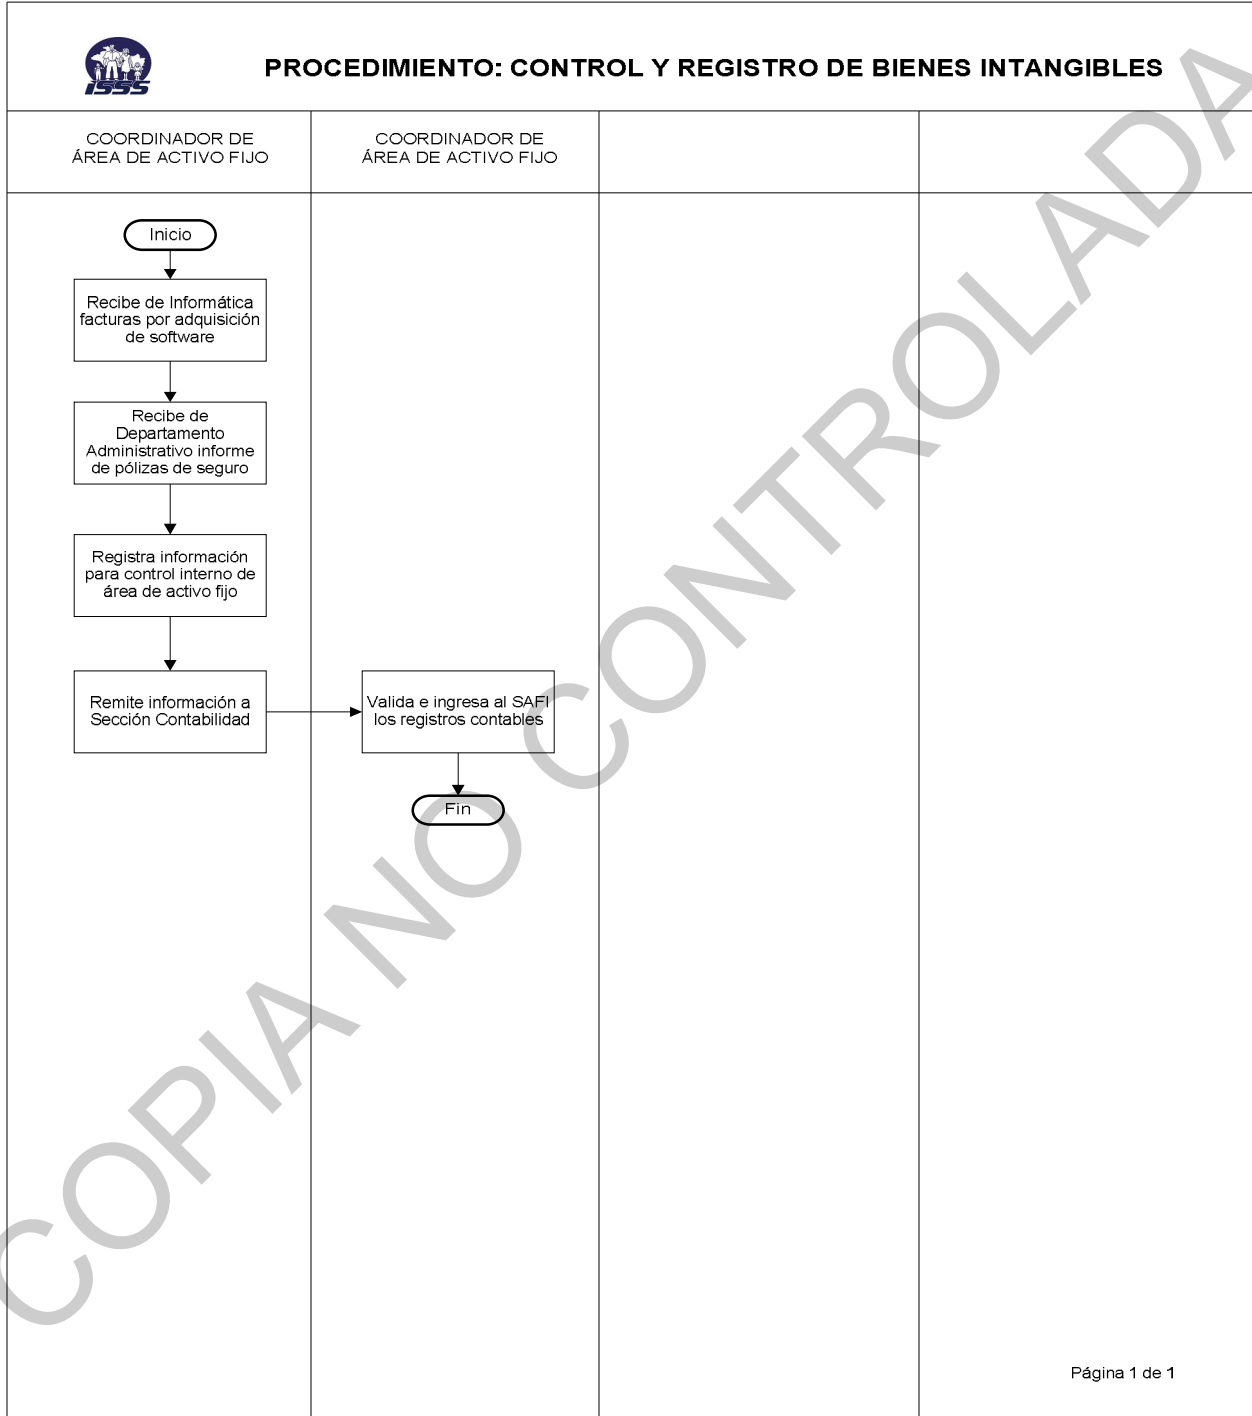 ISSS
PROCEDIMIENTO: CONTROL Y REGISTRO DE BIENES INTANGIBLES
COORDINADOR DE
ÁREA DE ACTIVO FIJO
COORDINADOR DE
ÁREA DE ACTIVO FIJO
Inicio
Recibe de Informática
facturas por adquisición
de software
Recibe de
Departamento
Administrativo informe
de pólizas de seguro
Registra información
para control interno de
área de activo fijo
Remite información a
Sección Contabilidad
Valida e ingresa al SAFI
los registros contables
Fin
COPIA NO CONTROLADA
Página 1 de 1